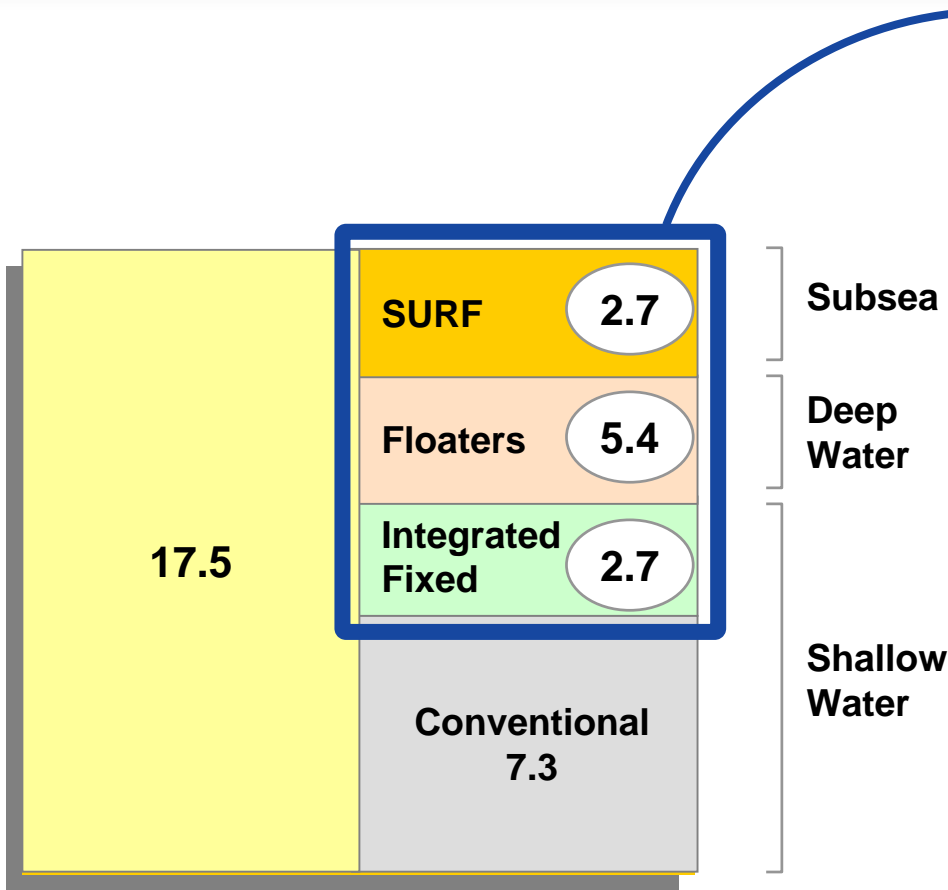 SURF
2.7
Subsea
Floaters
5.4
Deep
Water
17.5
Integrated
Fixed
2.7
Conventional
7.3
Shallow
Water